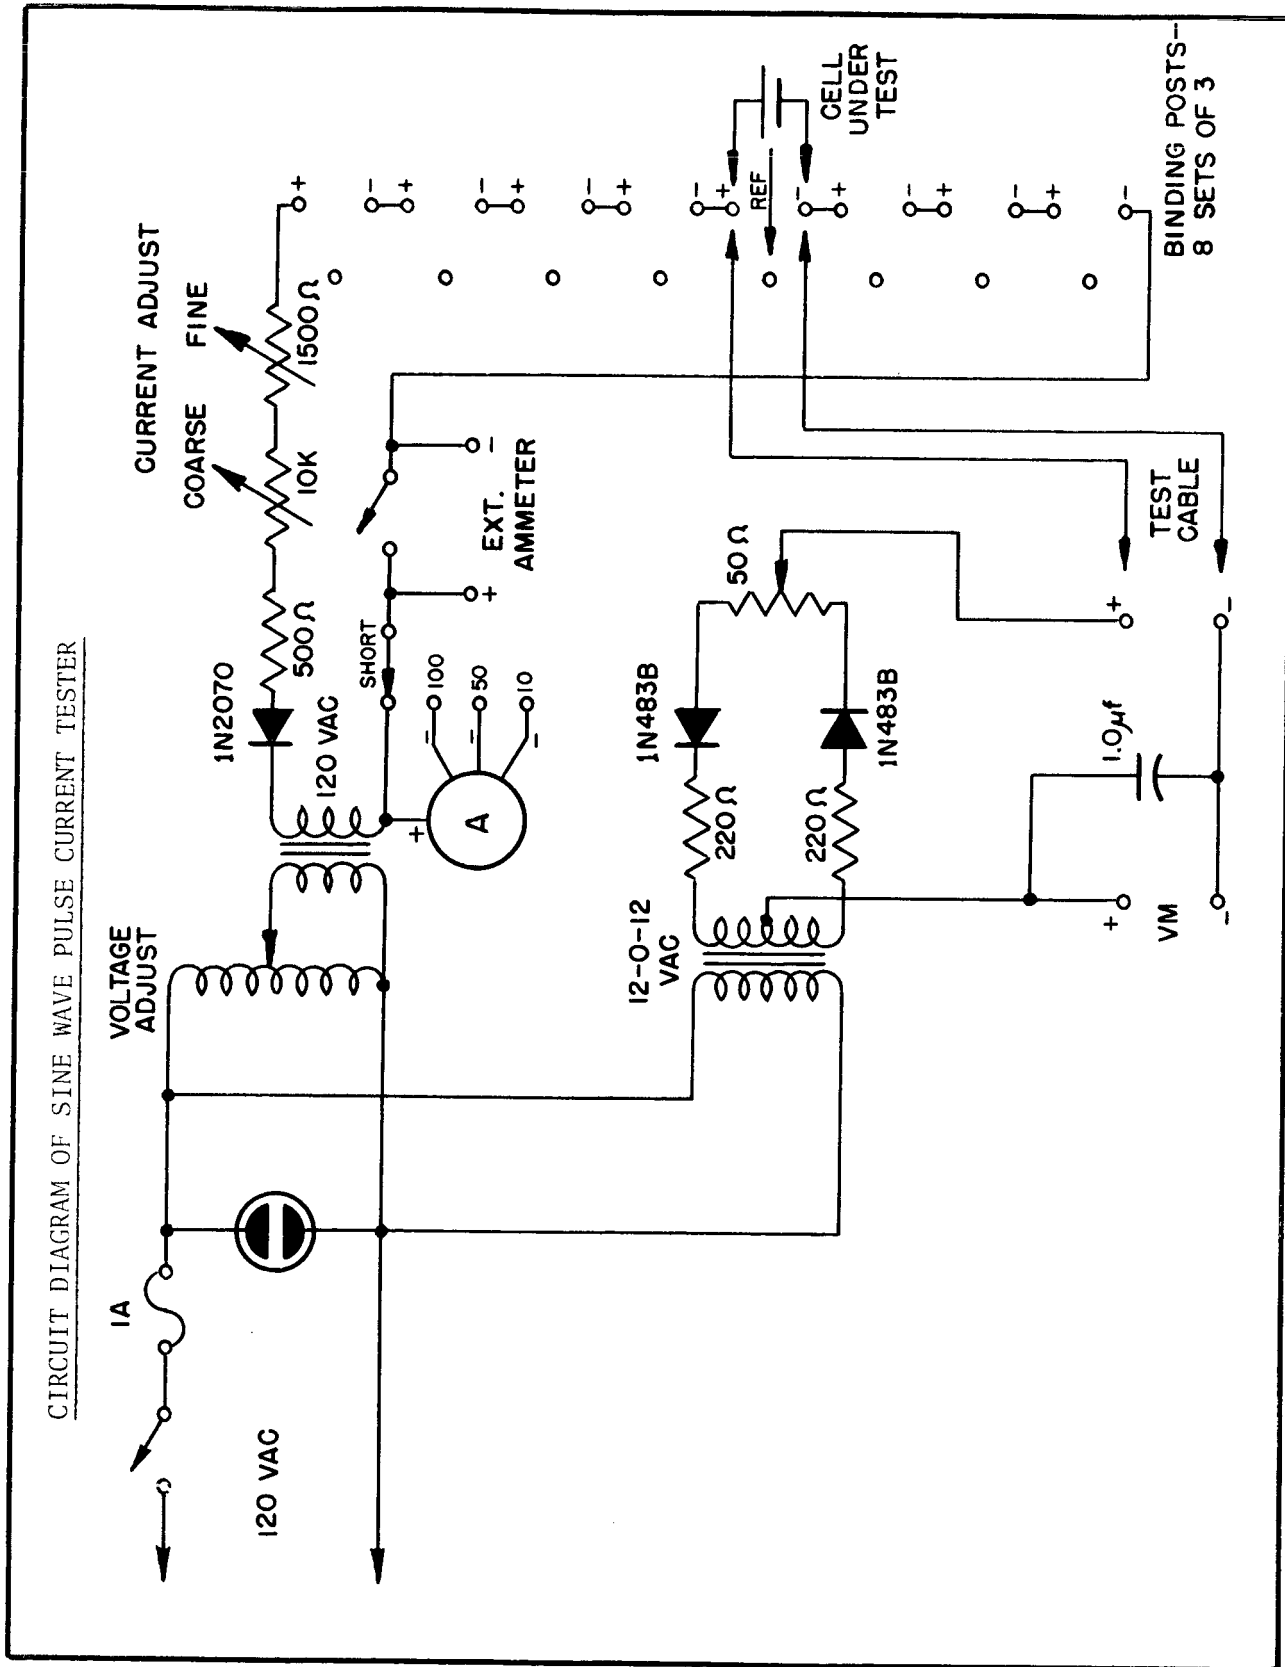 CIRCUIT DIAGRAM OF SINE WAVE PULSE CURRENT TESTER
1A
120 VAC
VOLTAGE
ADJUST
1N2070
120 VAC
500Ω
CURRENT ADJUST
COARSE
FINE
10K
1500Ω
SHORT
+
A
- 100
- 50
- 10
+
-
EXT.
AMMETER
+
-
+
-
+
-
+
-
+
REF
-
+
-
+
-
+
-
CELL
UNDER
TEST
BINDING POSTS-
8 SETS OF 3
12-0-12
VAC
220Ω
1N483B
50Ω
220Ω
1N483B
+
VM
-
1.0µf
+
-
TEST
CABLE